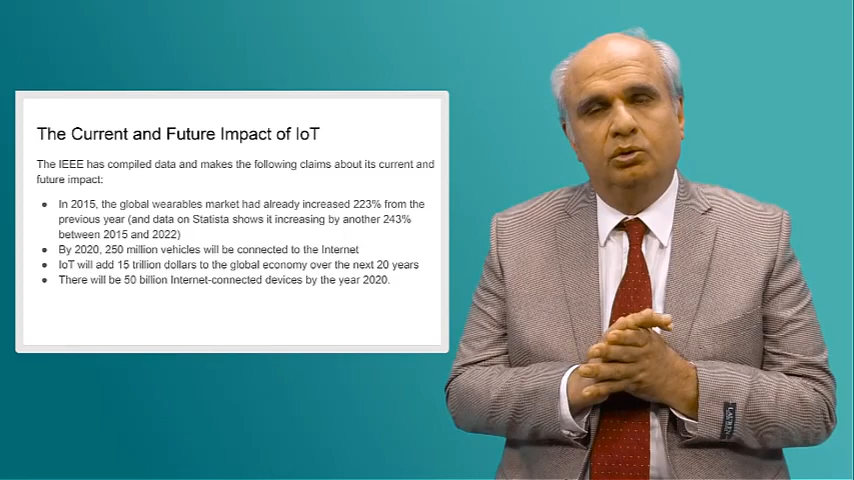 The Current and Future Impact of IoT
The IEEE has compiled data and makes the following claims about its current and
future impact:
● In 2015, the global wearables market had already increased 223% from the
previous year (and data on Statista shows it increasing by another 243%
between 2015 and 2022)
● By 2020, 250 million vehicles will be connected to the Internet
● IoT will add 15 trillion dollars to the global economy over the next 20 years
● There will be 50 billion Internet-connected devices by the year 2020.